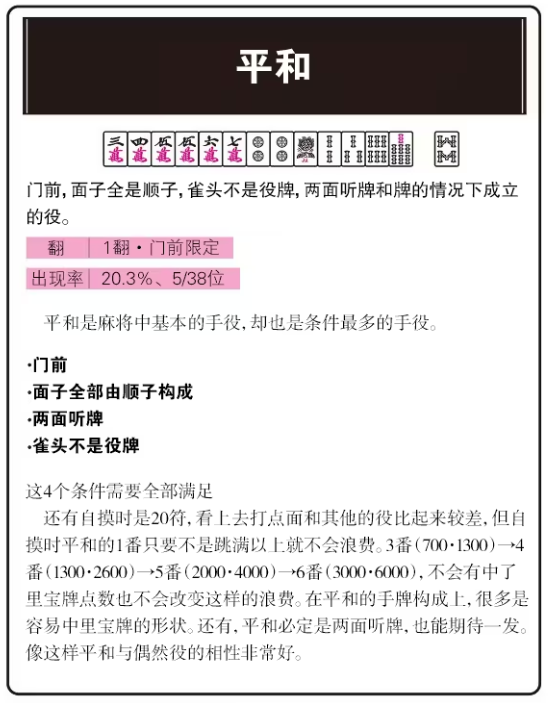 平和
三萬 四萬 五萬 五萬 六萬 七萬
门前，面子全是顺子，雀头不是役牌，两面听牌和牌的情况下成立
的役。
翻 1翻・门前限定
出现率 20.3%、5/38位
平和是麻将中基本的手役，却也是条件最多的手役。
·门前
·面子全部由顺子构成
·两面听牌
·雀头不是役牌
这4个条件需要全部满足
还有自摸时是20符，看上去打点面和其他的役比起来较差，但自
摸时平和的1番只要不是跳满以上就不会浪费。3番（700·1300）→4
番（1300·2600）→5番（2000·4000）→6番（3000·6000），不会有中了
里宝牌点数也不会改变这样的浪费。在平和的手牌构成上，很多是
容易中里宝牌的形状。还有，平和必定是两面听牌，也能期待一发。
像这样平和与偶然役的相性非常好。